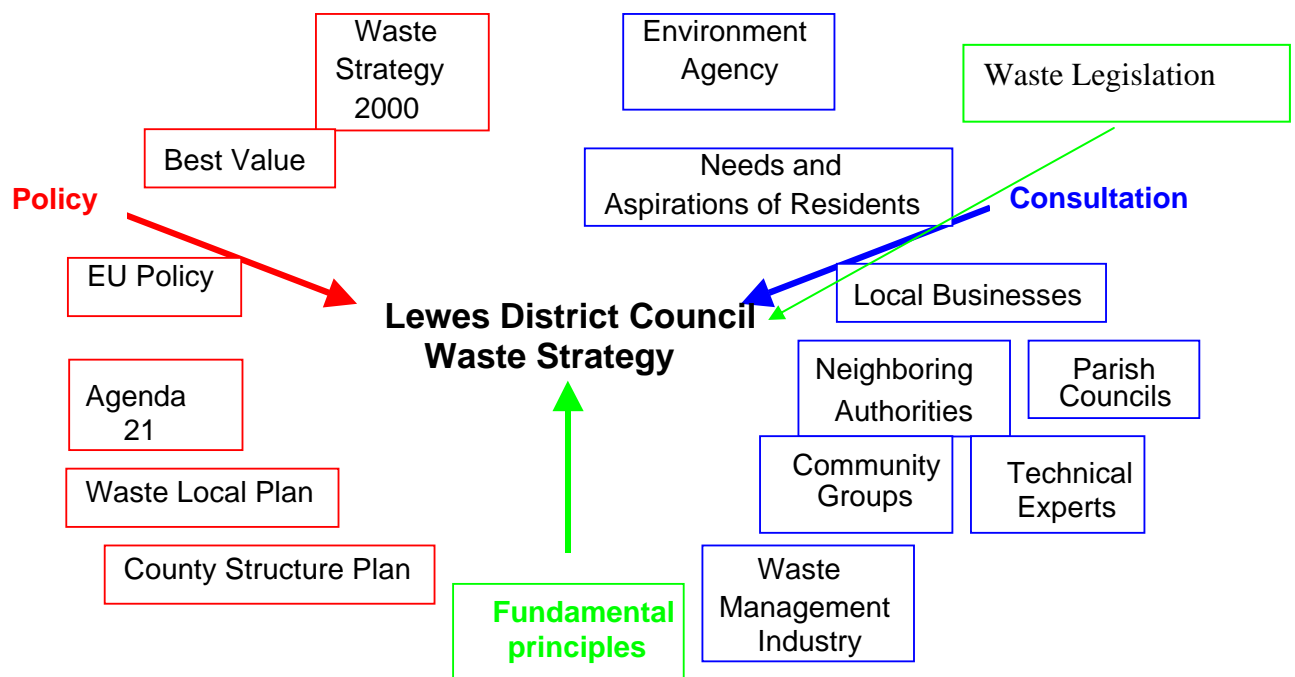 Waste
Strategy
2000
Environment
Agency
Waste Legislation
Best Value
Needs and
Aspirations of Residents
Policy
Consultation
EU Policy
Local Businesses
Lewes District Council
Waste Strategy
Agenda
21
Neighboring
Authorities
Parish
Councils
Waste Local Plan
Community
Groups
Technical
Experts
County Structure Plan
Waste
Management
Industry
Fundamental
principles